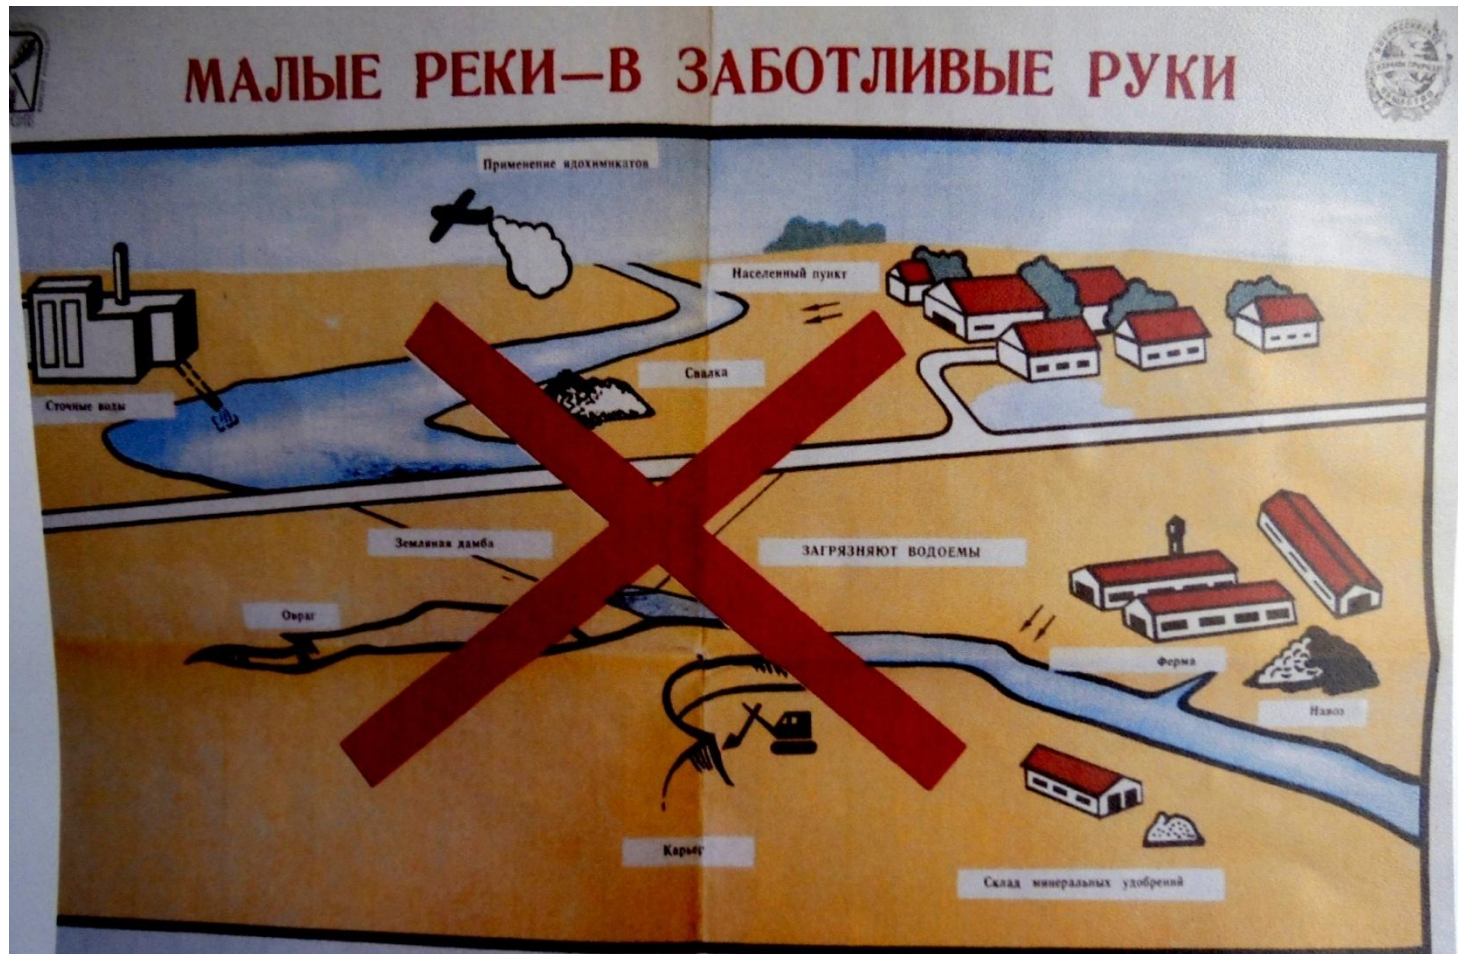 МАЛЫЕ РЕКИ—В ЗАБОТЛИВЫЕ РУКИ
Применение ядохимикатов
Населенный пункт
Свалка
Сточные воды
Земляная дамба
ЗАГРЯЗНЯЮТ ВОДОЕМЫ
Овраг
Ферма
Навоз
Карьер
Склад минеральных удобрений